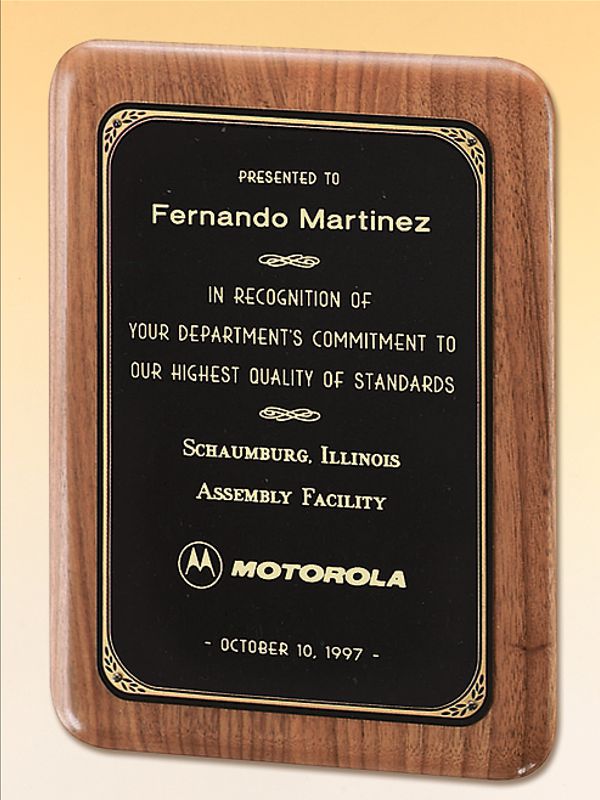 PRESENTED TO
Fernando Martinez
IN RECOGNITION OF
YOUR DEPARTMENT'S COMMITMENT TO
OUR HIGHEST QUALITY OF STANDARDS
SCHAUMBURG, ILLINOIS
ASSEMBLY FACILITY
MOTOROLA
- OCTOBER 10, 1997 -